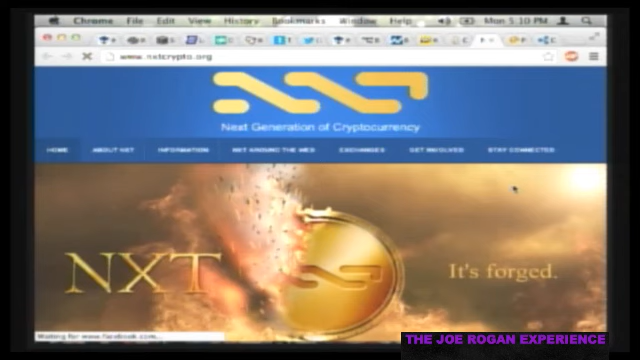 Chrome File Edit View History Bookmarks Window Help Mon 5:10 PM
www.nxtcrypto.org
Next Generation of Cryptocurrency
HOME ABOUT NXT INFORMATION NXT AROUND THE WEB EXCHANGES GET INVOLVED STAY CONNECTED
NXT It's forged.
Waiting for www.facebook.com...
THE JOE ROGAN EXPERIENCE